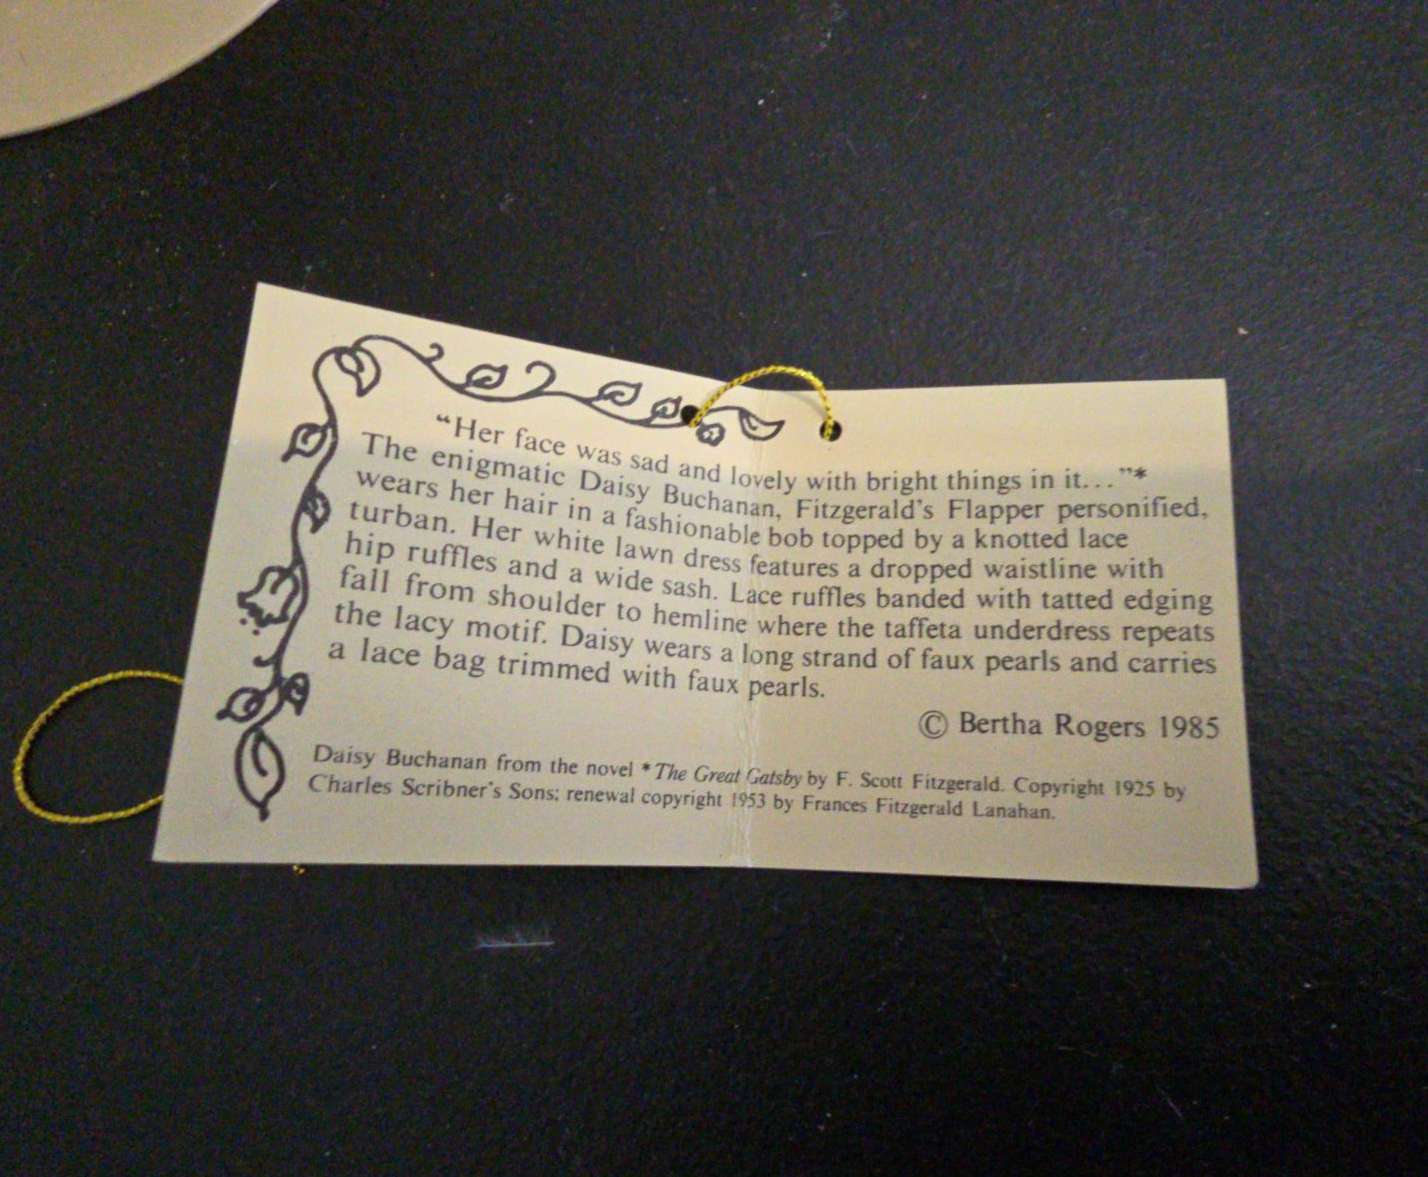 “Her face was sad and lovely with bright things in it...”*
The enigmatic Daisy Buchanan, Fitzgerald’s Flapper personified,
wears her hair in a fashionable bob topped by a knotted lace
turban. Her white lawn dress features a dropped waistline with
hip ruffles and a wide sash. Lace ruffles banded with tatted edging
fall from shoulder to hemline where the taffeta underdress repeats
the lacy motif. Daisy wears a long strand of faux pearls and carries
a lace bag trimmed with faux pearls.
© Bertha Rogers 1985
Daisy Buchanan from the novel *The Great Gatsby by F. Scott Fitzgerald. Copyright 1925 by
Charles Scribner’s Sons; renewal copyright 1953 by Frances Fitzgerald Lanahan.